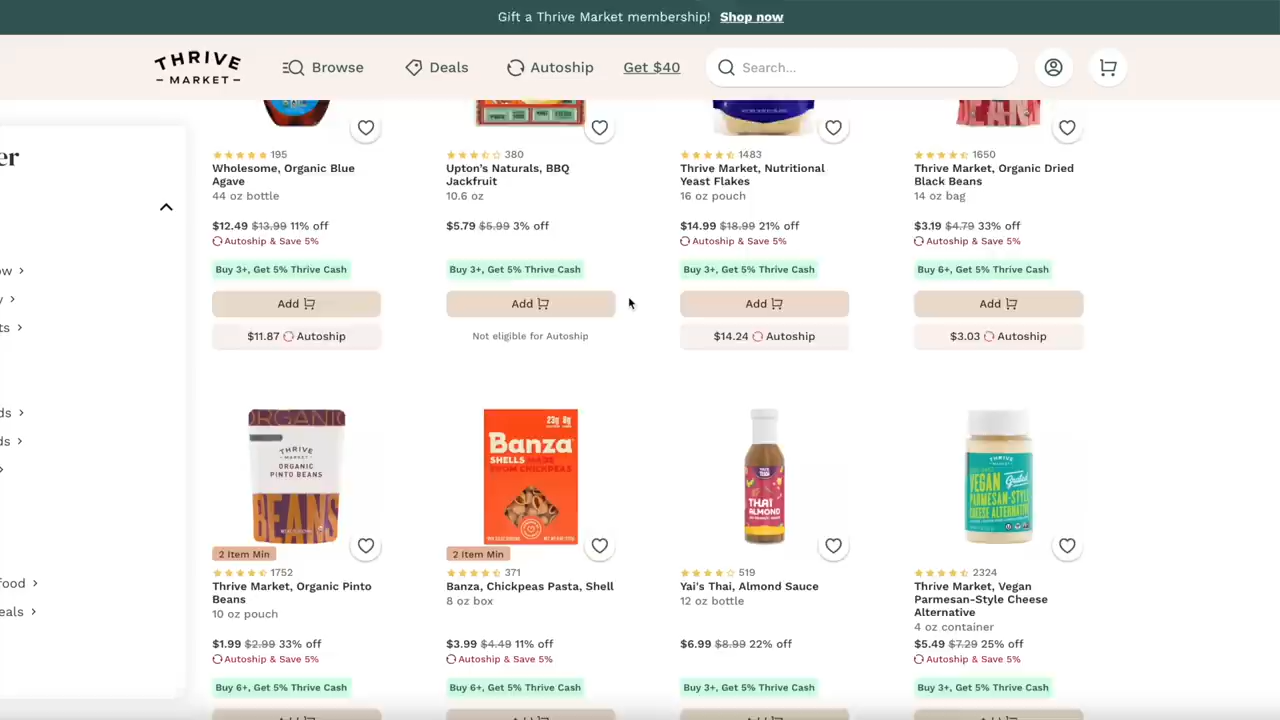 Gift a Thrive Market membership! Shop now
THRIVE
MARKET
Browse
Deals
Autoship
Get $40
Search...
er
ow
y
ts
ds
ds
food
eals
195
Wholesome, Organic Blue
Agave
44 oz bottle
$12.49 $13.99 11% off
Autoship & Save 5%
Buy 3+, Get 5% Thrive Cash
Add
$11.87 Autoship
380
Upton's Naturals, BBQ
Jackfruit
10.6 oz
$5.79 $5.99 3% off
Buy 3+, Get 5% Thrive Cash
Add
Not eligible for Autoship
1483
Thrive Market, Nutritional
Yeast Flakes
16 oz pouch
$14.99 $18.99 21% off
Autoship & Save 5%
Buy 3+, Get 5% Thrive Cash
Add
$14.24 Autoship
BEANS
1650
Thrive Market, Organic Dried
Black Beans
14 oz bag
$3.19 $4.79 33% off
Autoship & Save 5%
Buy 6+, Get 5% Thrive Cash
Add
$3.03 Autoship
ORGANIC
THRIVE
MARKET
ORGANIC
PINTO BEANS
BEANS
2 Item Min
1752
Thrive Market, Organic Pinto
Beans
10 oz pouch
$1.99 $2.99 33% off
Autoship & Save 5%
Buy 6+, Get 5% Thrive Cash
23g 8g
Banza
SHELLS MADE
FROM CHICKPEAS
2 Item Min
371
Banza, Chickpeas Pasta, Shell
8 oz box
$3.99 $4.49 11% off
Autoship & Save 5%
Buy 6+, Get 5% Thrive Cash
THAI
ALMOND
519
Yai's Thai, Almond Sauce
12 oz bottle
$6.99 $8.99 22% off
Buy 3+, Get 5% Thrive Cash
THRIVE
VEGAN
Grated
PARMESAN-STYLE
CHEESE
ALTERNATIVE
2324
Thrive Market, Vegan
Parmesan-Style Cheese
Alternative
4 oz container
$5.49 $7.29 25% off
Autoship & Save 5%
Buy 3+, Get 5% Thrive Cash